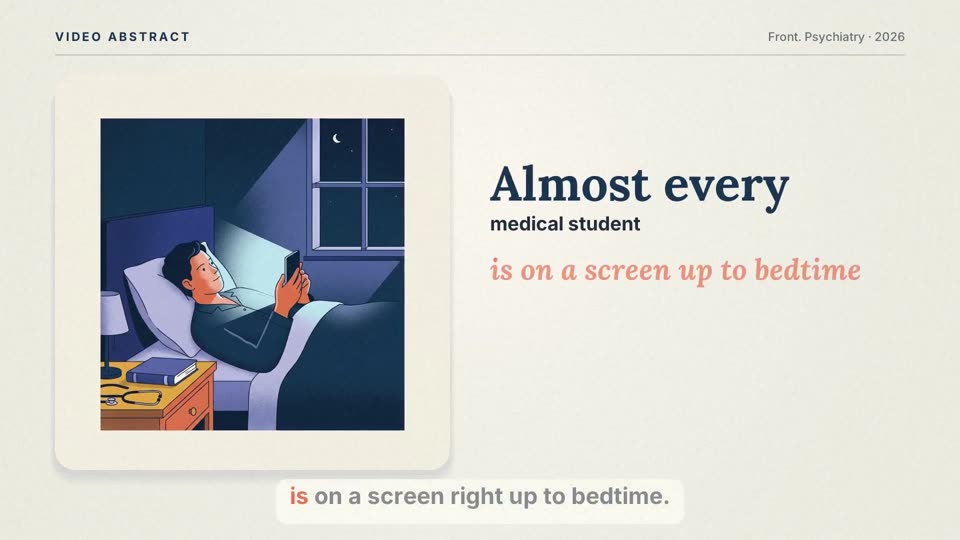 VIDEO ABSTRACT
Front. Psychiatry · 2026
Almost every
medical student
is on a screen up to bedtime
is on a screen right up to bedtime.